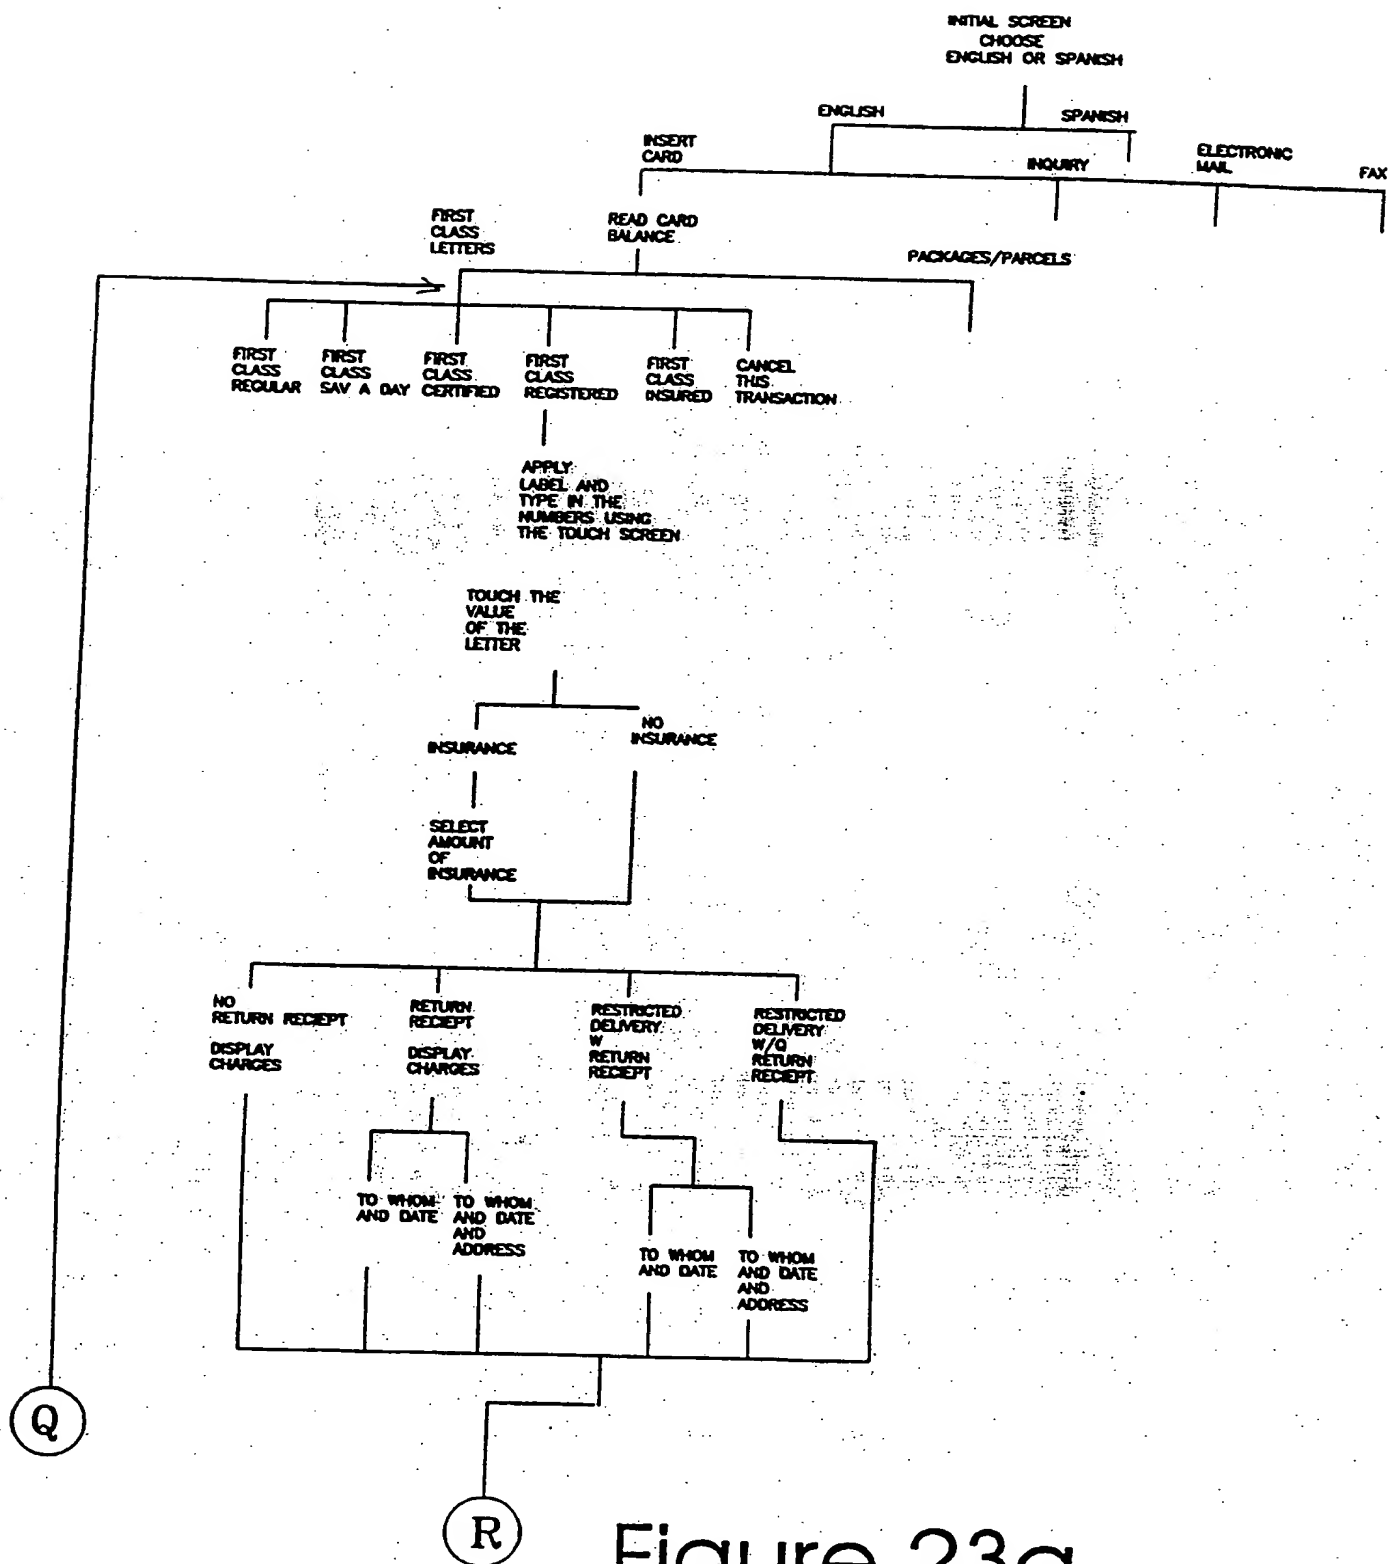 INITIAL SCREEN
CHOOSE
ENGLISH OR SPANISH
ENGLISH
SPANISH
INSERT
CARD
INQUIRY
ELECTRONIC
MAIL
FAX
FIRST
CLASS
LETTERS
READ CARD
BALANCE
PACKAGES/PARCELS
FIRST
CLASS
REGULAR
FIRST
CLASS
SAV A DAY
FIRST
CLASS
CERTIFIED
FIRST
CLASS
REGISTERED
FIRST
CLASS
INSURED
CANCEL
THIS
TRANSACTION
APPLY
LABEL AND
TYPE IN THE
NUMBERS USING
THE TOUCH SCREEN
TOUCH THE
VALUE
OF THE
LETTER
INSURANCE
NO
INSURANCE
SELECT
AMOUNT
OF
INSURANCE
NO
RETURN RECIEPT
DISPLAY
CHARGES
RETURN
RECIEPT
DISPLAY
CHARGES
RESTRICTED
DELIVERY
W
RETURN
RECIEPT
RESTRICTED
DELIVERY
W/O
RETURN
RECIEPT
TO WHOM
AND DATE
TO WHOM
AND DATE
AND
ADDRESS
TO WHOM
AND DATE
TO WHOM
AND DATE
AND
ADDRESS
Q
R
Figure 23a